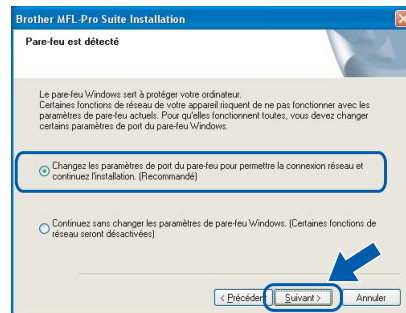 Brother MFL-Pro Suite Installation
Pare-feu est détecté
Le pare-feu Windows sert à protéger votre ordinateur.
Certaines fonctions de réseau de votre appareil risquent de ne pas fonctionner avec les
paramètres de pare-feu actuels. Pour qu'elles fonctionnent toutes, vous devez changer
certains paramètres de port du pare-feu Windows.
Changez les paramètres de port du pare-feu pour permettre la connexion réseau et
continuez l'installation. (Recommandé)
Continuez sans changer les paramètres de pare-feu Windows. (Certaines fonctions de
réseau seront désactivées)
< Précéden
Suivant >
Annuler